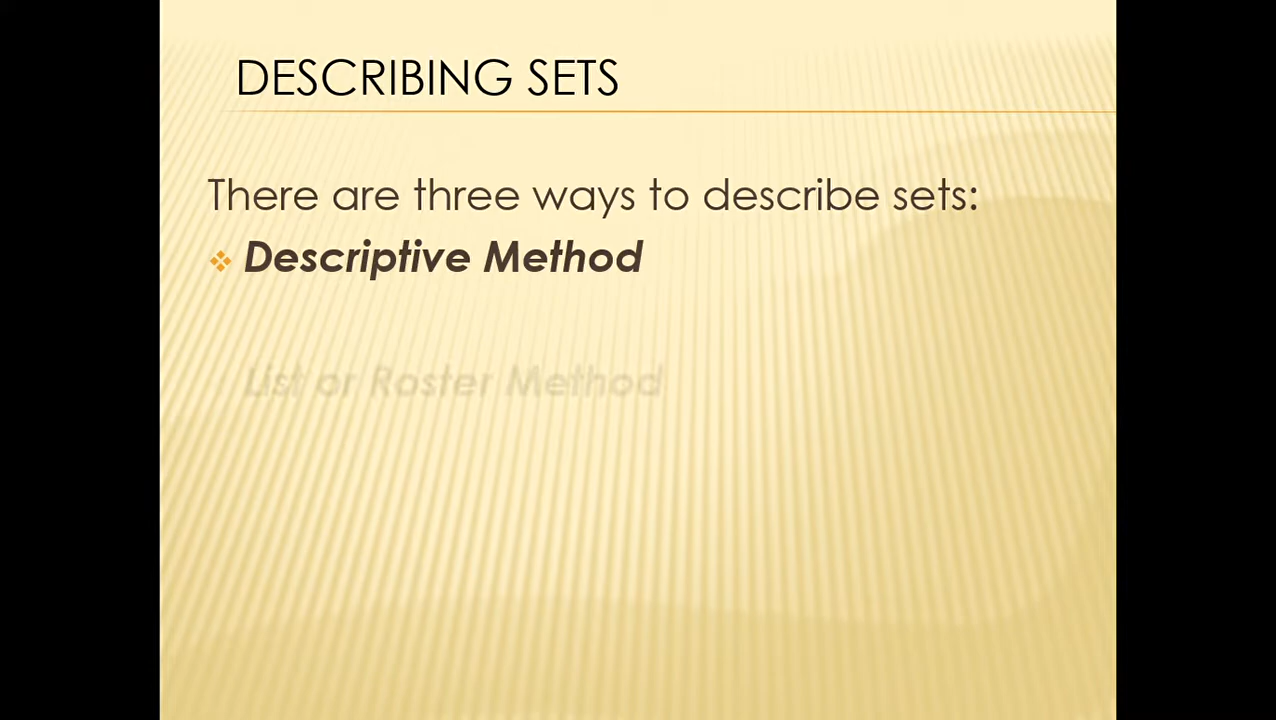 DESCRIBING SETS
There are three ways to describe sets:
Descriptive Method
List or Roster Method